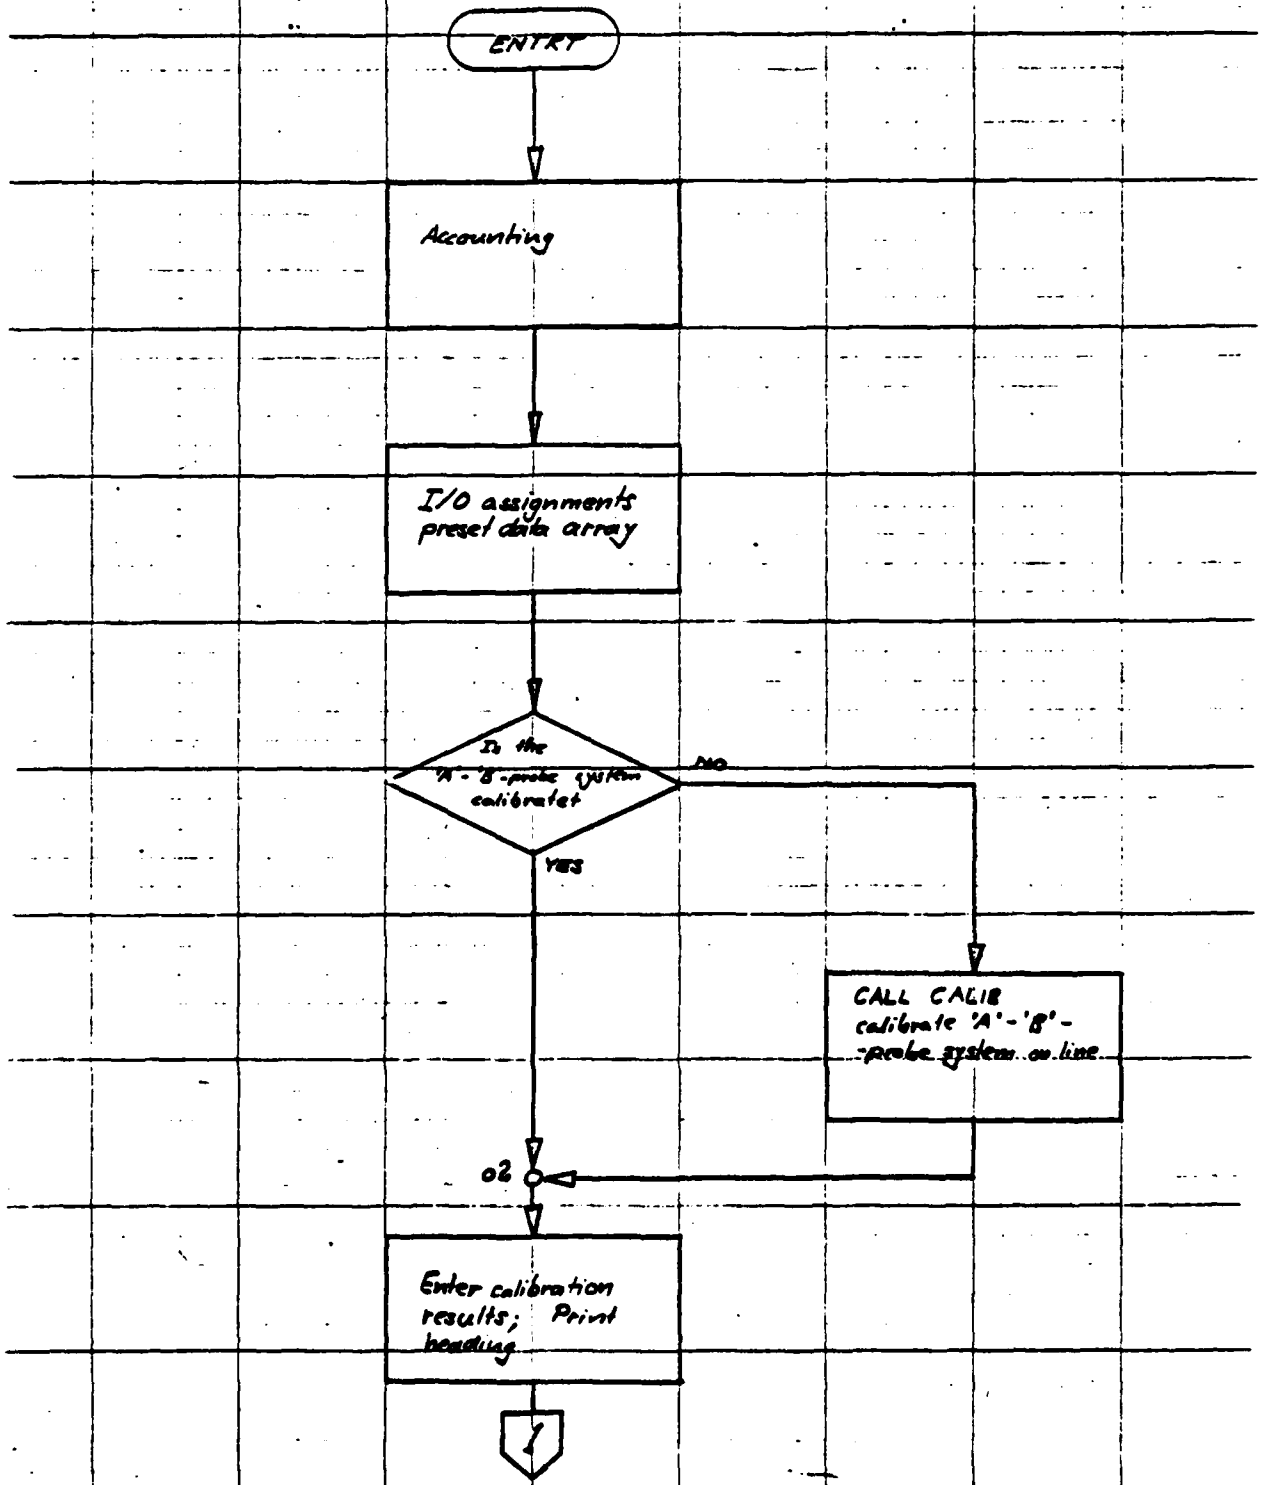 ENTRY
Accounting
I/O assignments
preset data array
Is the
'A'-'B'-probe system
calibratet
NO
YES
CALL CALIB
calibrate 'A'-'B'-
-probe system on line
02
Enter calibration
results; Print
heading
1